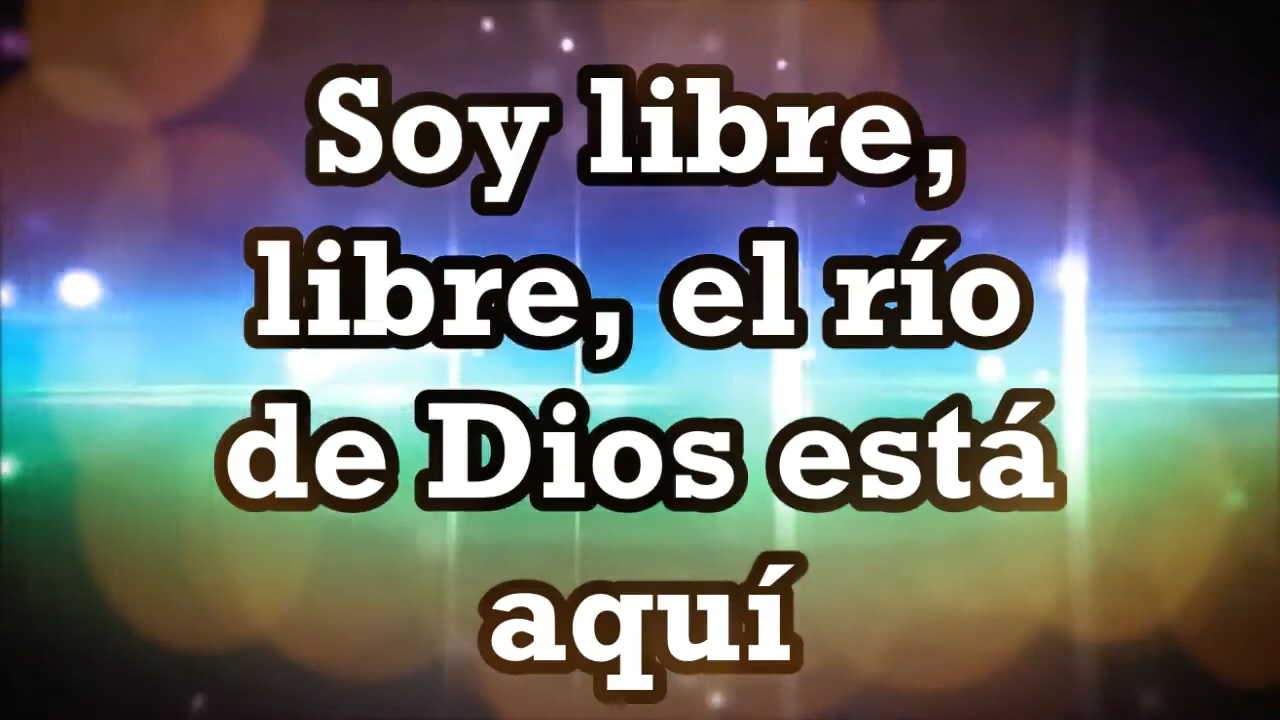 Soy libre,
libre, el río
de Dios está
aquí